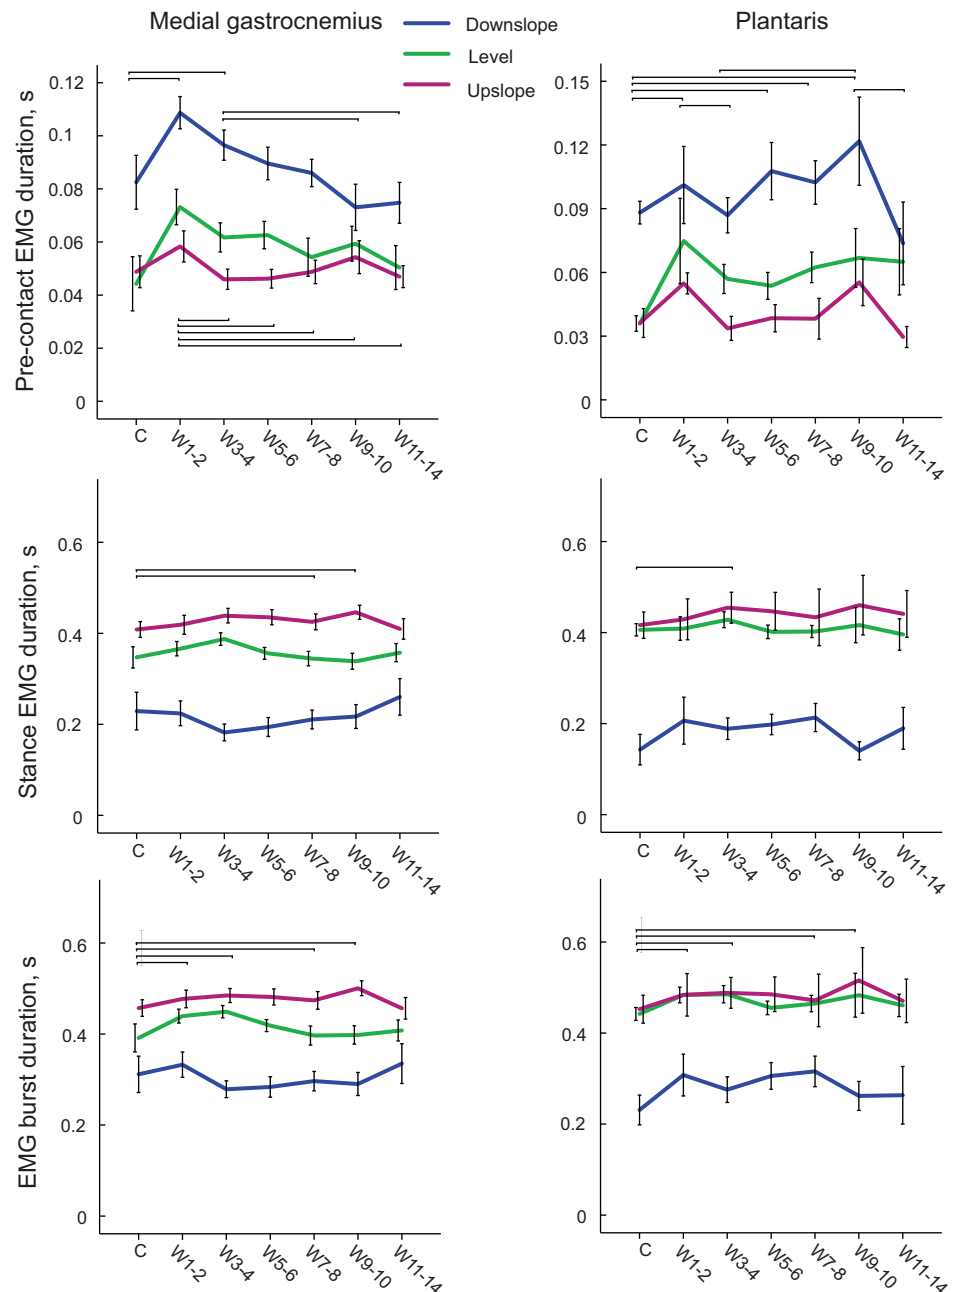 Medial gastrocnemius
Downslope
Level
Upslope
Plantaris
Pre-contact EMG duration, s
0.12
0.1
0.08
0.06
0.04
0.02
0
C
W1-2
W3-4
W5-6
W7-8
W9-10
W11-14
0.15
0.12
0.09
0.06
0.03
0
C
W1-2
W3-4
W5-6
W7-8
W9-10
W11-14
Stance EMG duration, s
0.6
0.4
0.2
0
C
W1-2
W3-4
W5-6
W7-8
W9-10
W11-14
0.6
0.4
0.2
0
C
W1-2
W3-4
W5-6
W7-8
W9-10
W11-14
EMG burst duration, s
0.6
0.4
0.2
0
C
W1-2
W3-4
W5-6
W7-8
W9-10
W11-14
0.6
0.4
0.2
0
C
W1-2
W3-4
W5-6
W7-8
W9-10
W11-14